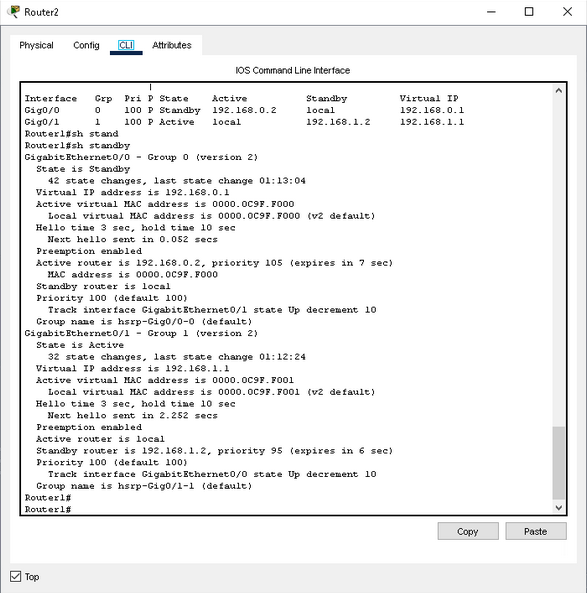 Router2
Physical Config CLI Attributes
IOS Command Line Interface
Interface Grp Pri P State Active Standby Virtual IP
Gig0/0 0 100 P Standby 192.168.0.2 local 192.168.0.1
Gig0/1 1 100 P Active local 192.168.1.2 192.168.1.1
Router1#sh stand
Router1#sh standby
GigabitEthernet0/0 - Group 0 (version 2)
State is Standby
42 state changes, last state change 01:13:04
Virtual IP address is 192.168.0.1
Active virtual MAC address is 0000.0C9F.F000
Local virtual MAC address is 0000.0C9F.F000 (v2 default)
Hello time 3 sec, hold time 10 sec
Next hello sent in 0.052 secs
Preemption enabled
Active router is 192.168.0.2, priority 105 (expires in 7 sec)
MAC address is 0000.0C9F.F000
Standby router is local
Priority 100 (default 100)
Track interface GigabitEthernet0/1 state Up decrement 10
Group name is hsrp-Gig0/0-0 (default)
GigabitEthernet0/1 - Group 1 (version 2)
State is Active
32 state changes, last state change 01:12:24
Virtual IP address is 192.168.1.1
Active virtual MAC address is 0000.0C9F.F001
Local virtual MAC address is 0000.0C9F.F001 (v2 default)
Hello time 3 sec, hold time 10 sec
Next hello sent in 2.252 secs
Preemption enabled
Active router is local
Standby router is 192.168.1.2, priority 95 (expires in 6 sec)
Priority 100 (default 100)
Track interface GigabitEthernet0/0 state Up decrement 10
Group name is hsrp-Gig0/1-1 (default)
Router1#
Router1#
Copy Paste
Top